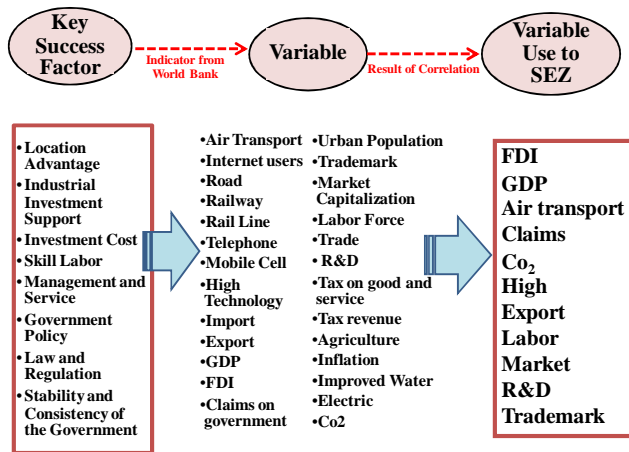 Key
Success
Factor
Indicator from
World Bank
Variable
Result of Correlation
Variable
Use to
SEZ
•Location
Advantage
•Industrial
Investment
Support
•Investment Cost
•Skill Labor
•Management and
Service
•Government
Policy
•Law and
Regulation
•Stability and
Consistency of
the Government
•Air Transport
•Internet users
•Road
•Railway
•Rail Line
•Telephone
•Mobile Cell
•High
Technology
•Import
•Export
•GDP
•FDI
•Claims on
government
•Urban Population
•Trademark
•Market
Capitalization
•Labor Force
•Trade
• R&D
•Tax on good and
service
•Tax revenue
•Agriculture
•Inflation
•Improved Water
•Electric
•Co2
FDI
GDP
Air transport
Claims
Co₂
High
Export
Labor
Market
R&D
Trademark